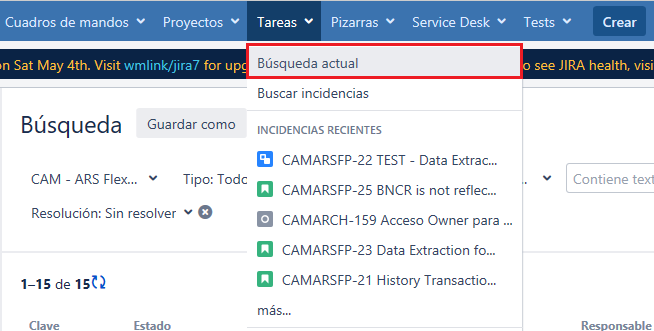 Cuadros de mandos Proyectos Tareas Pizarras Service Desk Tests Crear
on Sat May 4th. Visit wmlink/jira7 for upg
to see JIRA health, visi
Búsqueda actual
Buscar incidencias
INCIDENCIAS RECIENTES
CAMARSFP-22 TEST - Data Extrac...
CAMARSFP-25 BNCR is not reflec...
CAMARCH-159 Acceso Owner para ...
CAMARSFP-23 Data Extraction fo...
CAMARSFP-21 History Transactio...
más...
Búsqueda Guardar como
CAM - ARS Flex... Tipo: Todo
Contiene text
Resolución: Sin resolver
1–15 de 15
Clave Estado Responsable